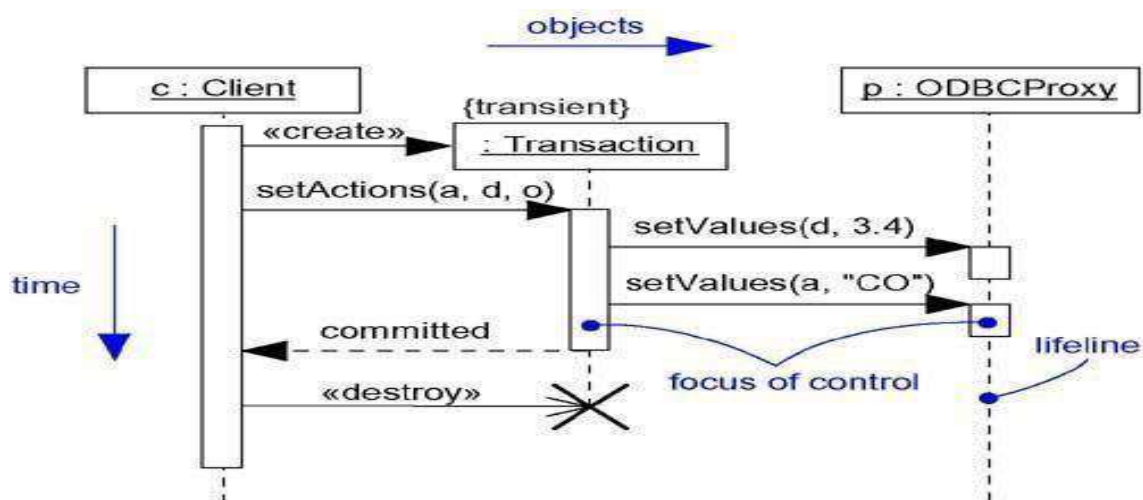 objects
c : Client
p : ODBCProxy
{transient}
«create»
: Transaction
setActions(a, d, o)
setValues(d, 3.4)
time
setValues(a, "CO")
committed
lifeline
focus of control
«destroy»